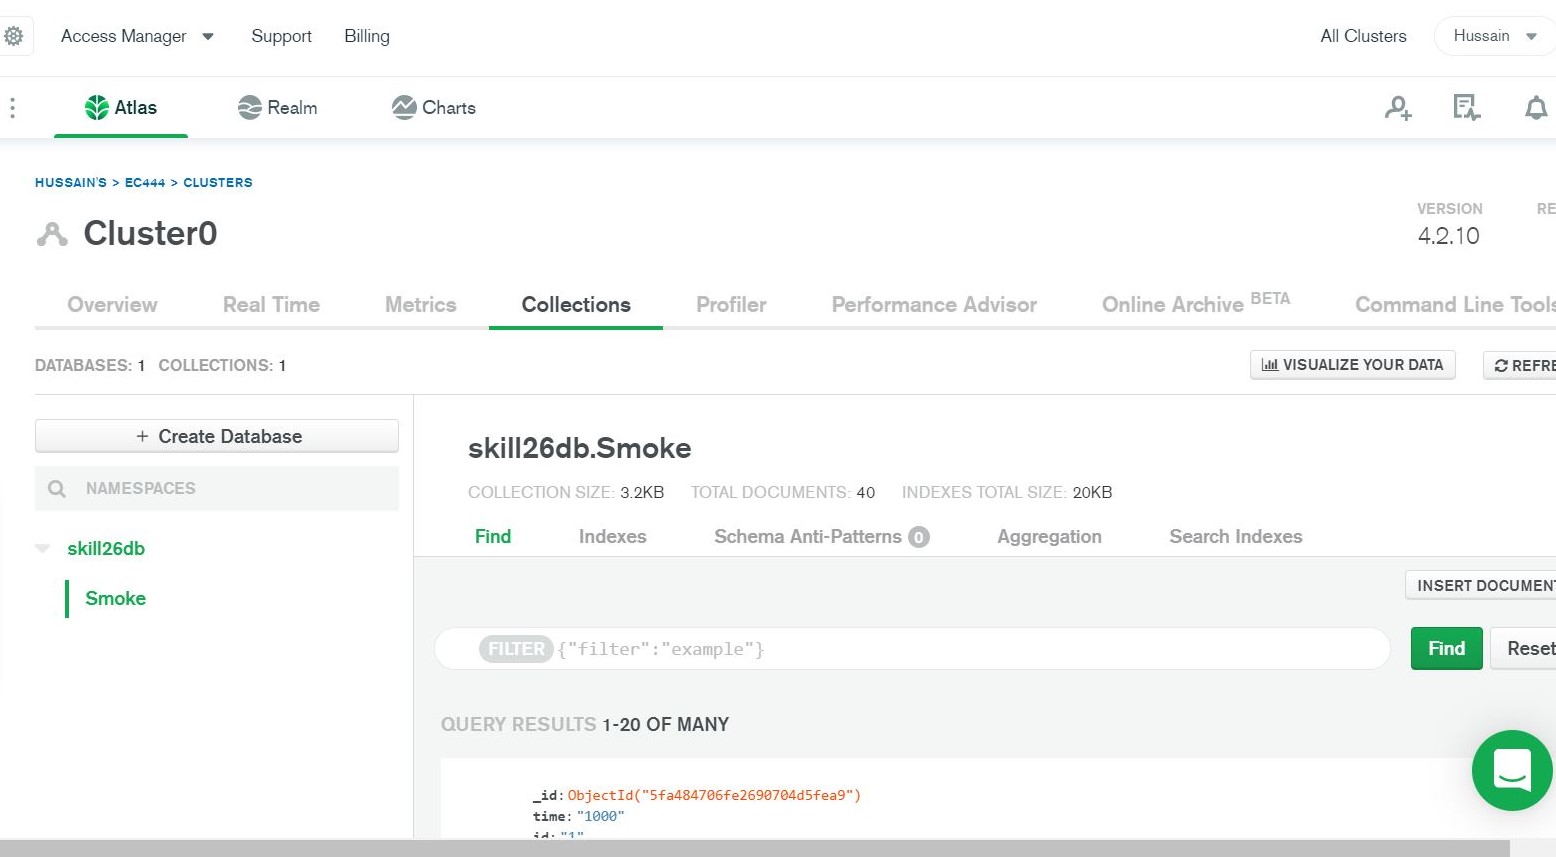 Access Manager Support Billing All Clusters Hussain
Atlas Realm Charts
HUSSAIN'S > EC444 > CLUSTERS
VERSION RE
Cluster0 4.2.10
Overview Real Time Metrics Collections Profiler Performance Advisor Online Archive BETA Command Line Tools
DATABASES: 1 COLLECTIONS: 1 VISUALIZE YOUR DATA REFRE
+ Create Database
skill26db.Smoke
NAMESPACES
COLLECTION SIZE: 3.2KB TOTAL DOCUMENTS: 40 INDEXES TOTAL SIZE: 20KB
Find Indexes Schema Anti-Patterns 0 Aggregation Search Indexes
skill26db
Smoke
INSERT DOCUMENT
FILTER {"filter":"example"} Find Reset
QUERY RESULTS 1-20 OF MANY
_id: ObjectId("5fa484706fe2690704d5fea9")
time: "1000"
id: "1"